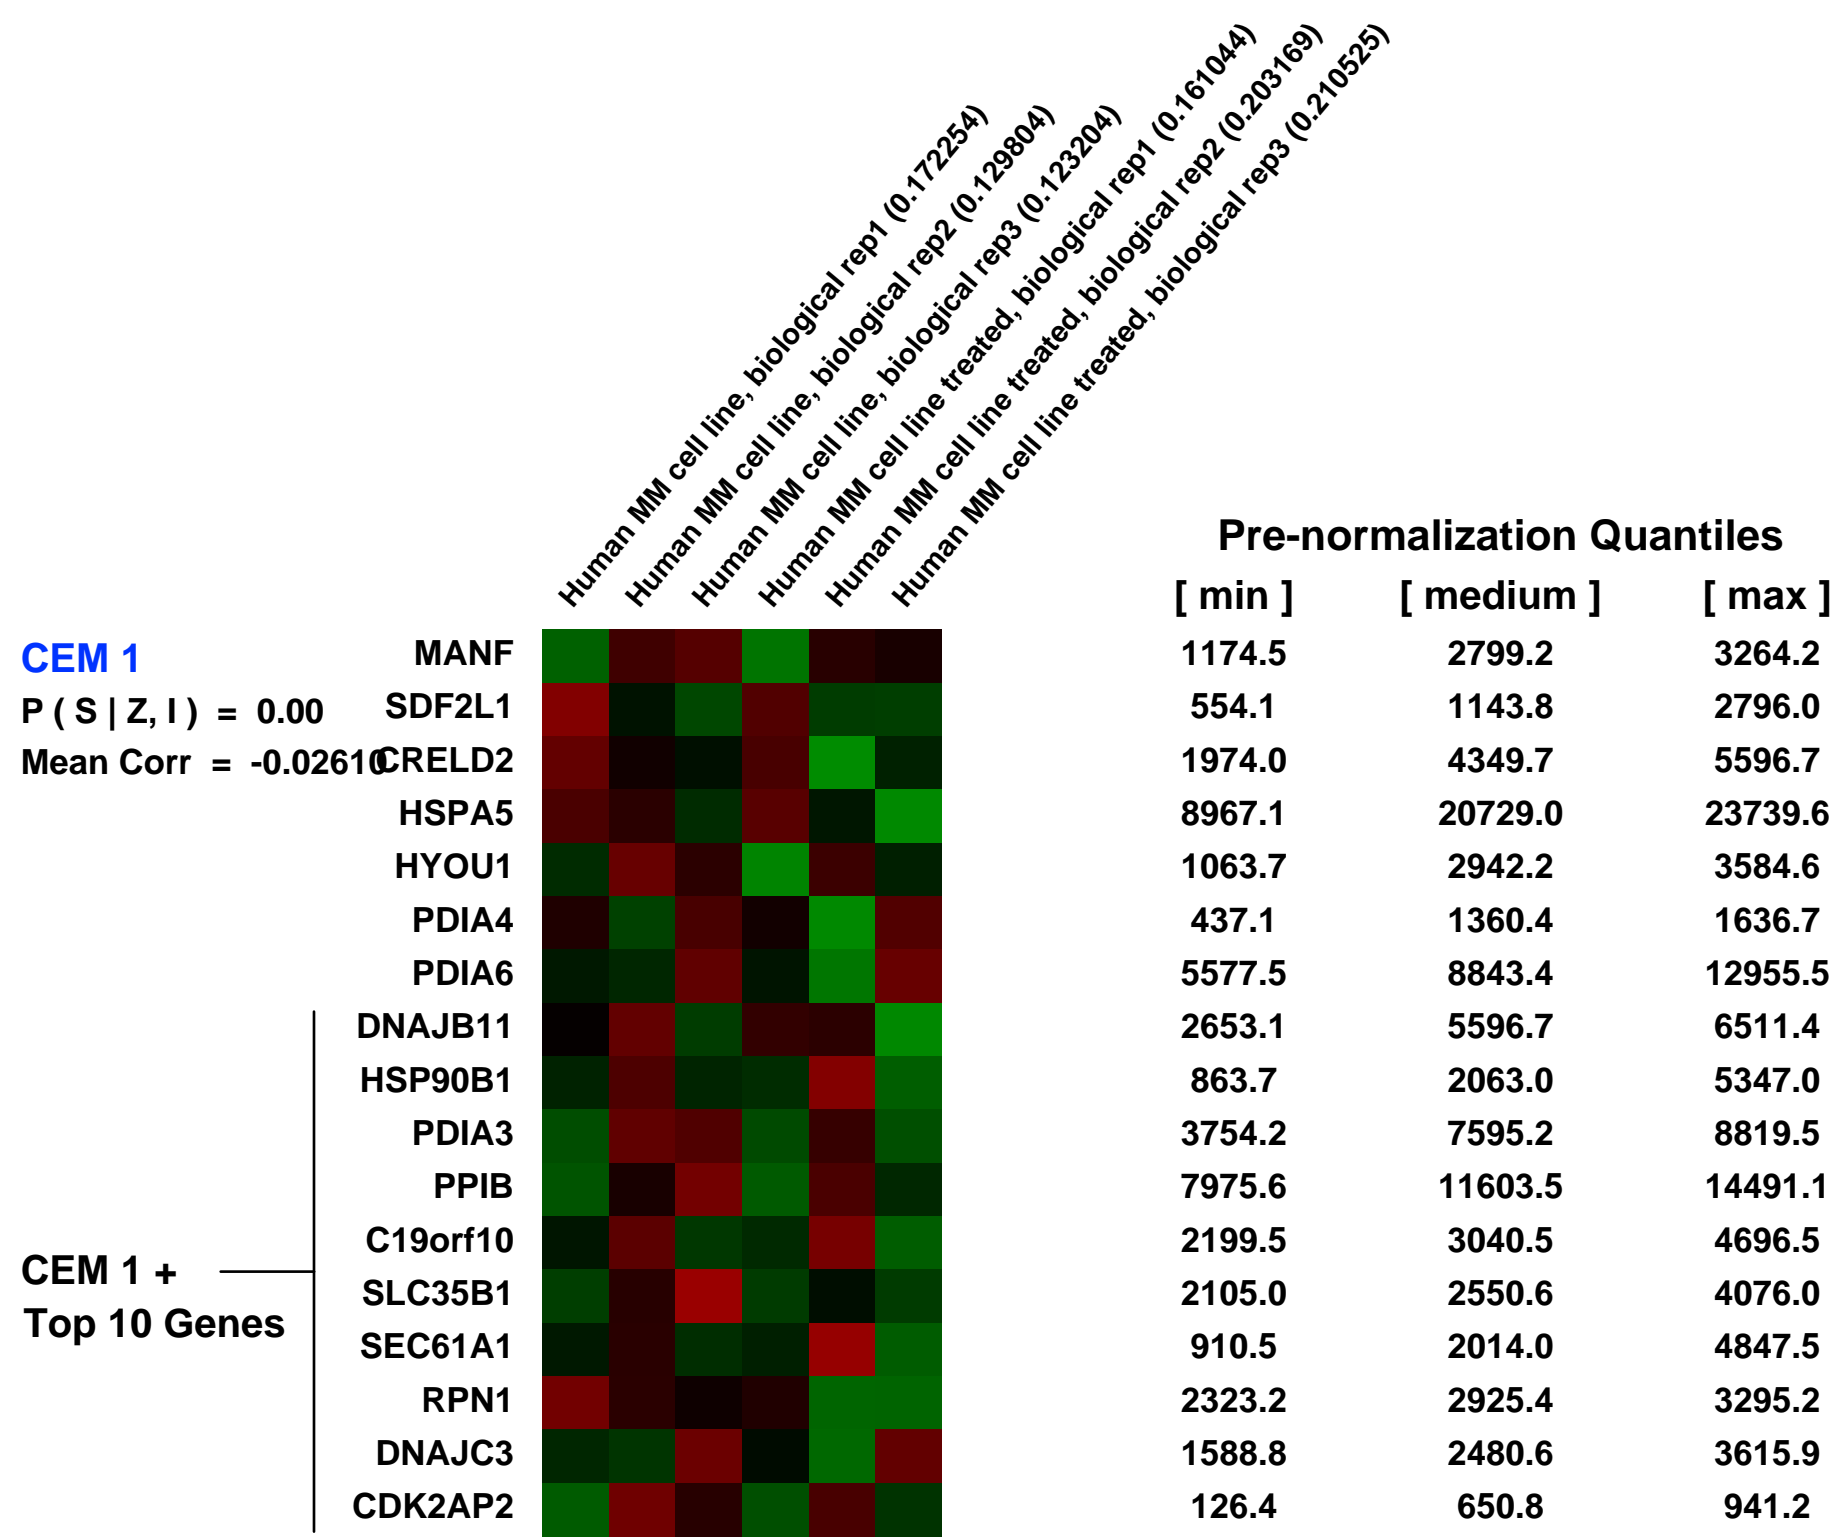 Human MM cell line, biological rep1 (0.172254)
Human MM cell line, biological rep2 (0.129804)
Human MM cell line, biological rep3 (0.123204)
Human MM cell line treated, biological rep1 (0.161044)
Human MM cell line treated, biological rep2 (0.203169)
Human MM cell line treated, biological rep3 (0.210525)
Pre-normalization Quantiles
[ min ] [ medium ] [ max ]
CEM 1 MANF 1174.5 2799.2 3264.2
P ( S | Z, I ) = 0.00 SDF2L1 554.1 1143.8 2796.0
Mean Corr = -0.02610 CRELD2 1974.0 4349.7 5596.7
HSPA5 8967.1 20729.0 23739.6
HYOU1 1063.7 2942.2 3584.6
PDIA4 437.1 1360.4 1636.7
PDIA6 5577.5 8843.4 12955.5
DNAJB11 2653.1 5596.7 6511.4
HSP90B1 863.7 2063.0 5347.0
PDIA3 3754.2 7595.2 8819.5
PPIB 7975.6 11603.5 14491.1
C19orf10 2199.5 3040.5 4696.5
CEM 1 +
SLC35B1 2105.0 2550.6 4076.0
Top 10 Genes
SEC61A1 910.5 2014.0 4847.5
RPN1 2323.2 2925.4 3295.2
DNAJC3 1588.8 2480.6 3615.9
CDK2AP2 126.4 650.8 941.2